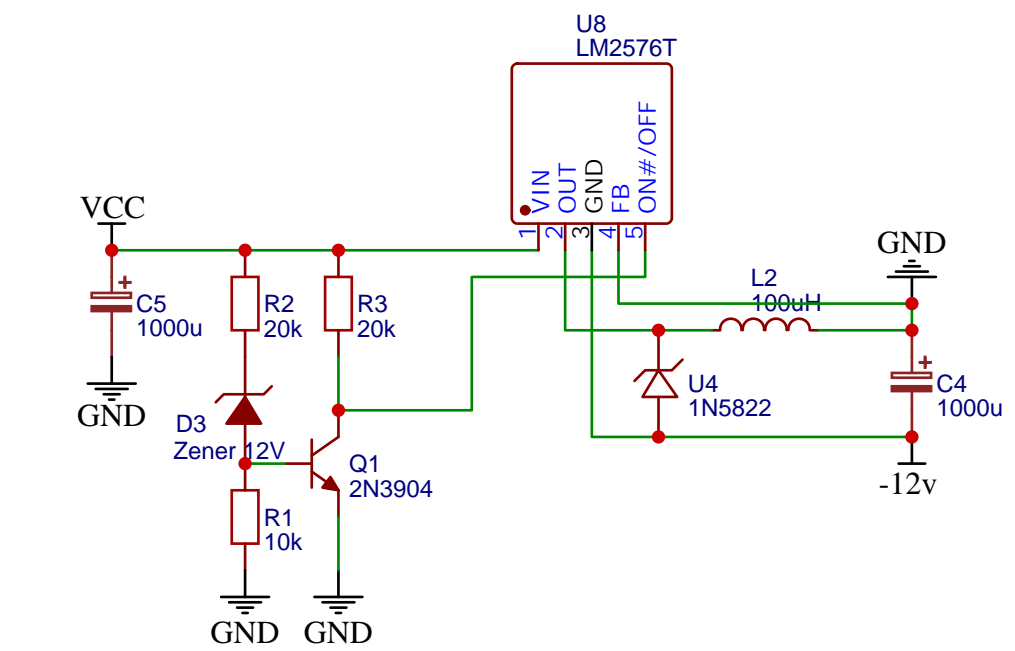 U8
LM2576T
VIN
OUT
GND
FB
ON#/OFF
1
2
3
4
5
VCC
GND
+
C5
1000u
R2
20k
R3
20k
L2
100uH
GND
D3
Zener 12V
U4
1N5822
+
C4
1000u
Q1
2N3904
-12v
R1
10k
GND
GND